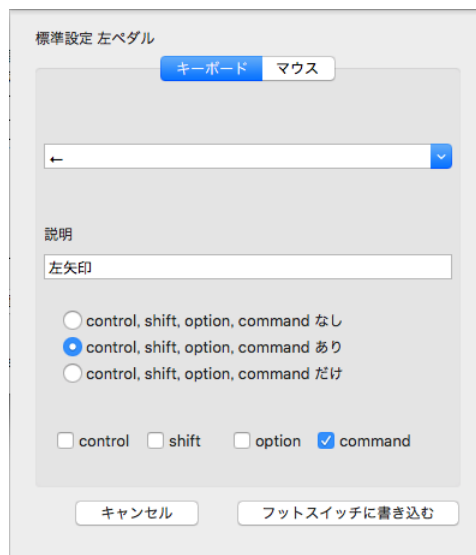 標準設定 左ペダル
キーボード マウス
←
説明
左矢印
control, shift, option, command なし
control, shift, option, command あり
control, shift, option, command だけ
control shift option command
キャンセル フットスイッチに書き込む